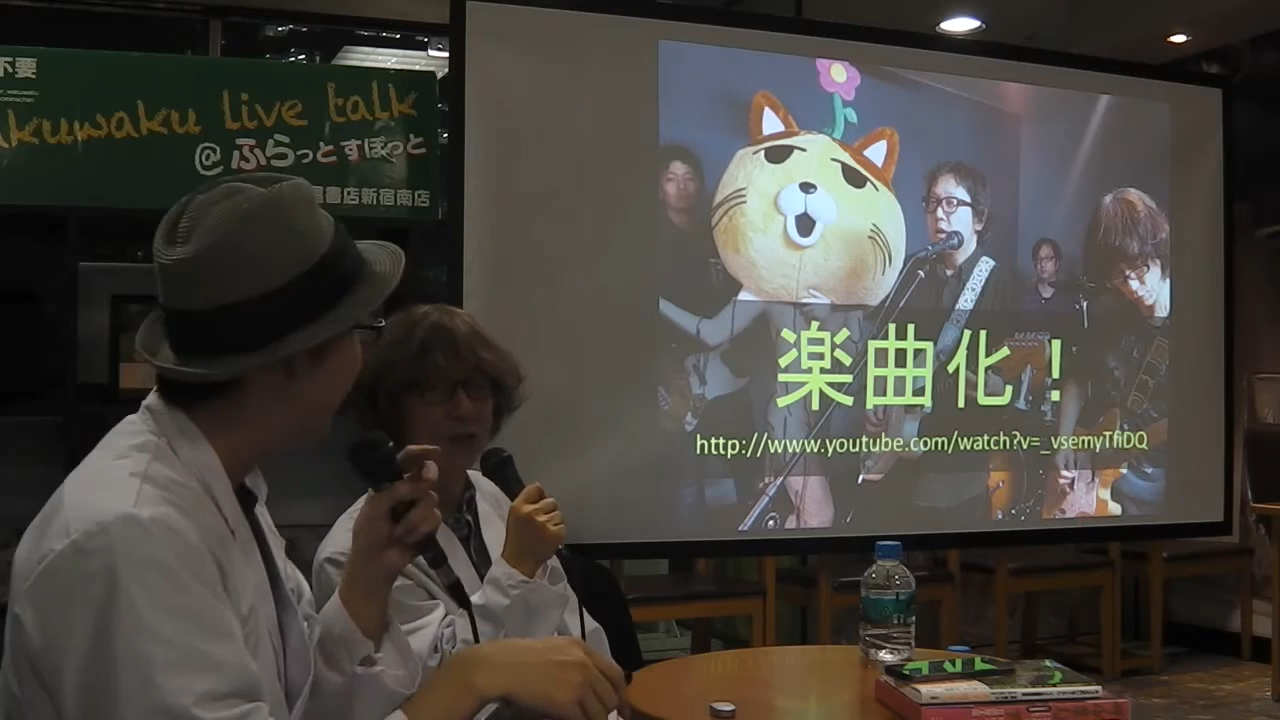 不要
akuwaku live talk
@ ふらっとすぽっと
書店新宿南店
楽曲化！
http://www.youtube.com/watch?v=_vsemyTfiDQ